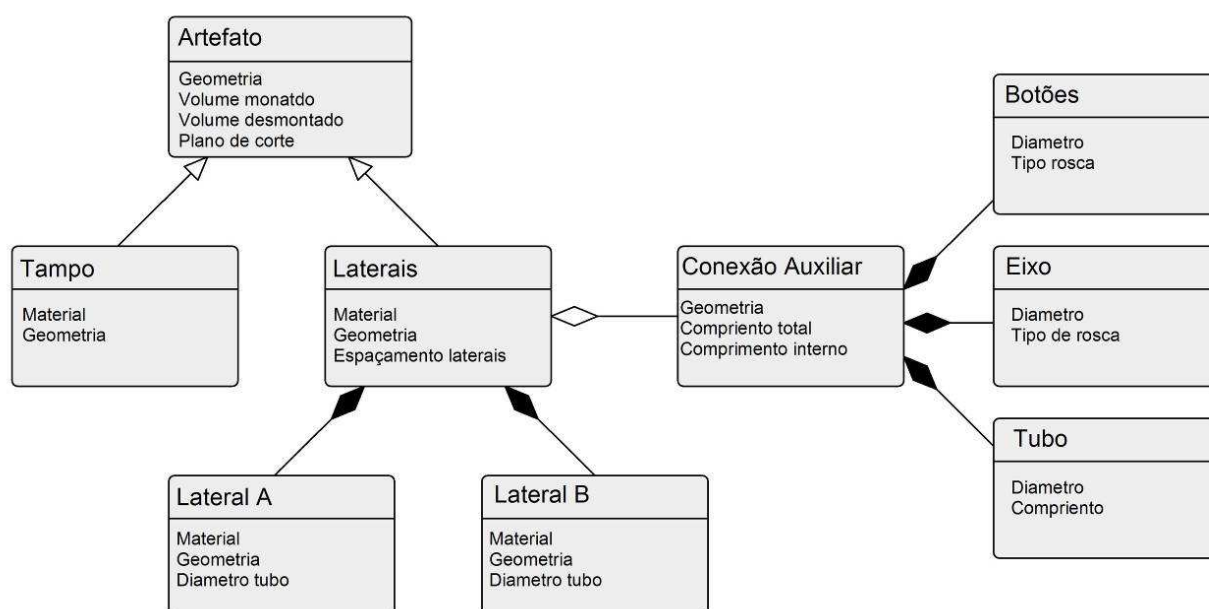 Artefato
Geometria
Volume monatdo
Volume desmontado
Plano de corte
Tampo
Material
Geometria
Laterais
Material
Geometria
Espaçamento laterais
Conexão Auxiliar
Geometria
Compriento total
Comprimento interno
Botões
Diametro
Tipo rosca
Eixo
Diametro
Tipo de rosca
Tubo
Diametro
Compriento
Lateral A
Material
Geometria
Diametro tubo
Lateral B
Material
Geometria
Diametro tubo